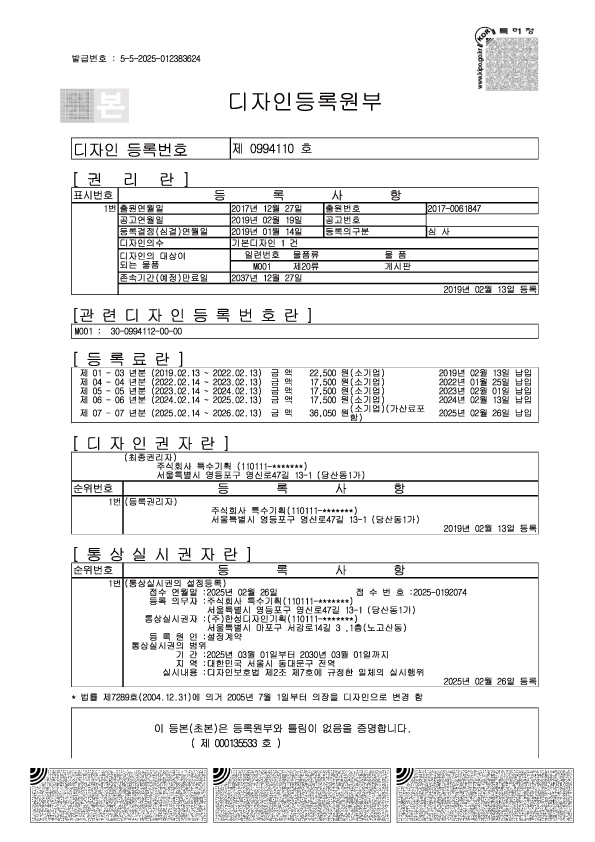 특허청
KOR
www.kipo.go.kr
발급번호 : 5-5-2025-012383624
본
디자인등록원부
디자인 등록번호 제 0994110 호
[ 권 리 란 ]
표시번호 등 록 사 항
1번 출원연월일 2017년 12월 27일 출원번호 2017-0061847
공고연월일 2019년 02월 19일 공고번호
등록결정(심결)연월일 2019년 01월 14일 등록의구분 심 사
디자인의수 기본디자인 1 건
디자인의 대상이 일련번호 물품류 물 품
되는 물품 M001 제20류 게시판
존속기간(예정)만료일 2037년 12월 27일
2019년 02월 13일 등록
[관 련 디 자 인 등 록 번 호 란 ]
M001 : 30-0994112-00-00
[ 등 록 료 란 ]
제 01 - 03 년분 (2019.02.13 ~ 2022.02.13) 금 액 22,500 원(소기업) 2019년 02월 13일 납입
제 04 - 04 년분 (2022.02.14 ~ 2023.02.13) 금 액 17,500 원(소기업) 2022년 01월 25일 납입
제 05 - 05 년분 (2023.02.14 ~ 2024.02.13) 금 액 17,500 원(소기업) 2023년 02월 01일 납입
제 06 - 06 년분 (2024.02.14 ~ 2025.02.13) 금 액 17,500 원(소기업) 2024년 02월 13일 납입
제 07 - 07 년분 (2025.02.14 ~ 2026.02.13) 금 액 36,050 원(소기업)(가산료포함) 2025년 02월 26일 납입
[ 디 자 인 권 자 란 ]
(최종권리자)
주식회사 특수기획 (110111-*******)
서울특별시 영등포구 영신로47길 13-1 (당산동1가)
순위번호 등 록 사 항
1번 (등록권리자)
주식회사 특수기획(110111-*******)
서울특별시 영등포구 영신로47길 13-1 (당산동1가)
2019년 02월 13일 등록
[ 통 상 실 시 권 자 란 ]
순위번호 등 록 사 항
1번 (통상실시권의 설정등록)
접수 연월일 :2025년 02월 26일 접 수 번 호 :2025-0192074
등록 의무자 :주식회사 특수기획(110111-*******)
서울특별시 영등포구 영신로47길 13-1 (당산동1가)
통상실시권자 :(주)한성디자인기획(110111-*******)
서울특별시 마포구 서강로14길 3 ,1층(노고산동)
등 록 원 인 :설정계약
통상실시권의 범위
기 간 :2025년 03월 01일부터 2030년 03월 01일까지
지 역 :대한민국 서울시 동대문구 전역
실시내용 :디자인보호법 제2조 제7호에 규정한 일체의 실시행위
2025년 02월 26일 등록
* 법률 제7289호(2004.12.31)에 의거 2005년 7월 1일부터 의장을 디자인으로 변경 함
이 등본(초본)은 등록원부와 틀림이 없음을 증명합니다.
( 제 000135533 호 )